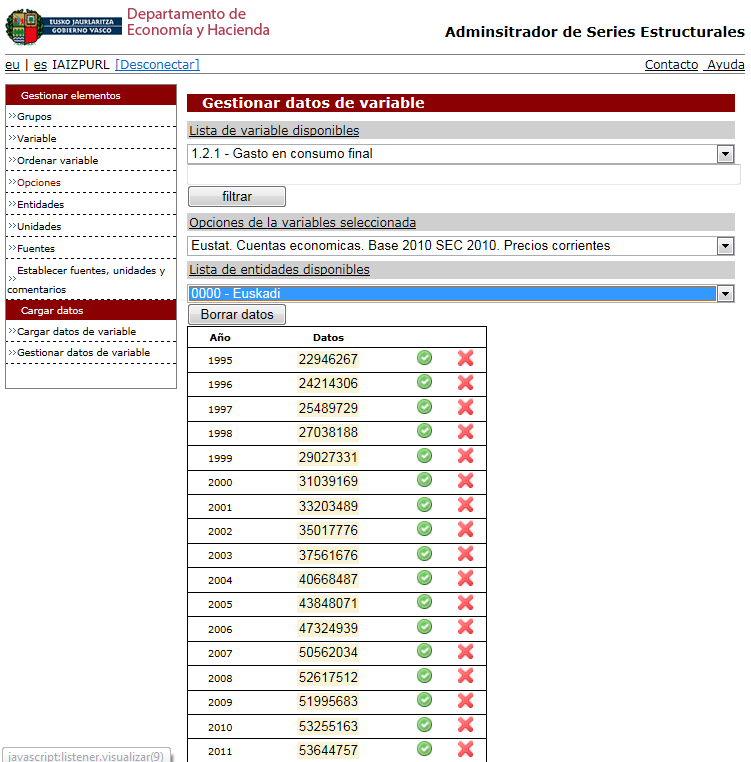 EUSKO JAURLARITZA
GOBIERNO VASCO
Departamento de
Economía y Hacienda
Adminsitrador de Series Estructurales
eu | es IAIZPURL [Desconectar]
Contacto Ayuda
Gestionar elementos
Grupos
Variable
Ordenar variable
Opciones
Entidades
Unidades
Fuentes
Establecer fuentes, unidades y
comentarios
Cargar datos
Cargar datos de variable
Gestionar datos de variable
Gestionar datos de variable
Lista de variable disponibles
1.2.1 - Gasto en consumo final
filtrar
Opciones de la variables seleccionada
Eustat. Cuentas economicas. Base 2010 SEC 2010. Precios corrientes
Lista de entidades disponibles
0000 - Euskadi
Borrar datos
Año Datos
1995 22946267
1996 24214306
1997 25489729
1998 27038188
1999 29027331
2000 31039169
2001 33203489
2002 35017776
2003 37561676
2004 40668487
2005 43848071
2006 47324939
2007 50562034
2008 52617512
2009 51995683
2010 53255163
2011 53644757
javascript:listener.visualizar(9)